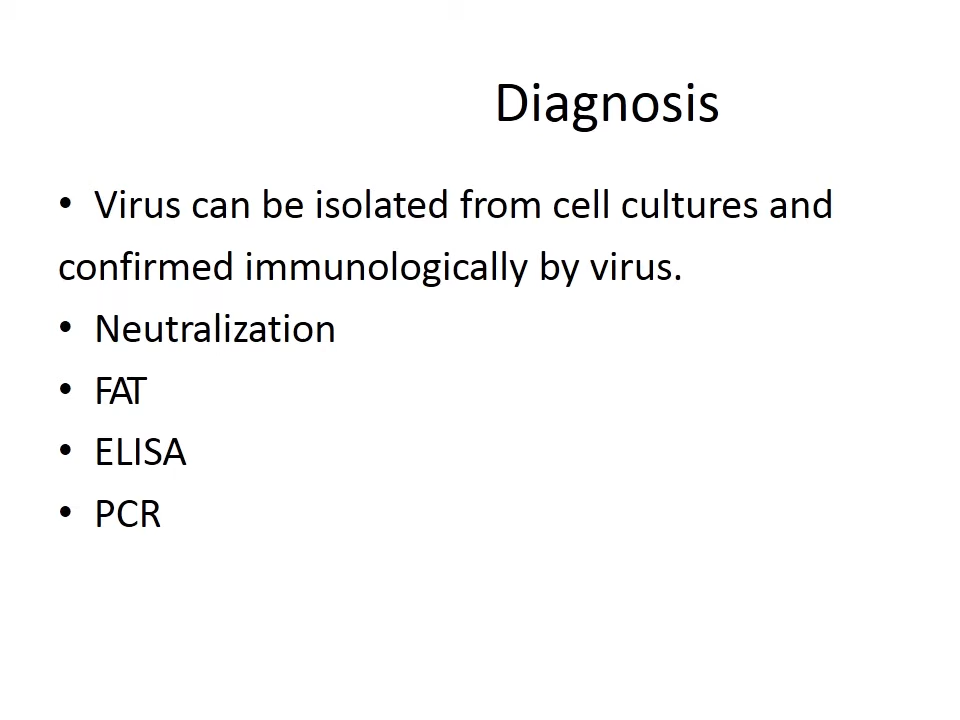 Diagnosis
• Virus can be isolated from cell cultures and
confirmed immunologically by virus.
• Neutralization
• FAT
• ELISA
• PCR